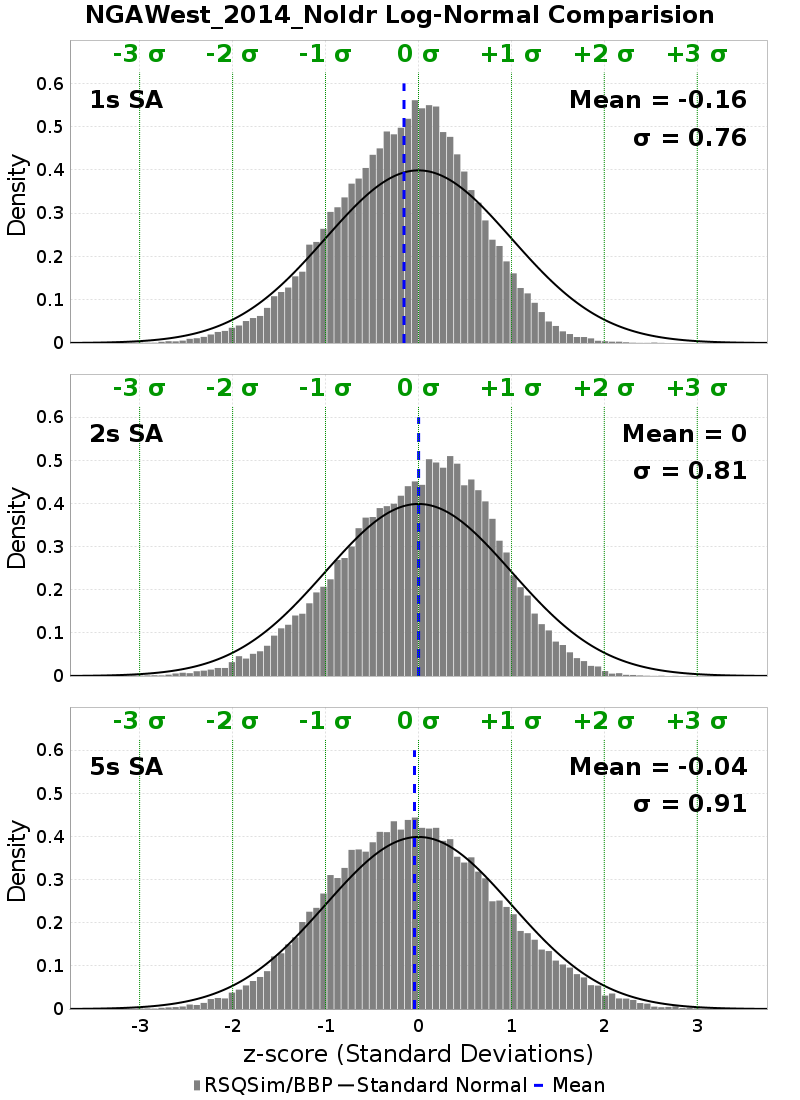 NGAWest_2014_NoIdr Log-Normal Comparision
-3 σ -2 σ -1 σ 0 σ +1 σ +2 σ +3 σ
0.6
1s SA Mean = -0.16
0.5
σ = 0.76
0.4
0.3
0.2
0.1
0
Density
-3 σ -2 σ -1 σ 0 σ +1 σ +2 σ +3 σ
0.6
2s SA Mean = 0
0.5
σ = 0.81
0.4
0.3
0.2
0.1
0
Density
-3 σ -2 σ -1 σ 0 σ +1 σ +2 σ +3 σ
0.6
5s SA Mean = -0.04
0.5
σ = 0.91
0.4
0.3
0.2
0.1
0
Density
-3 -2 -1 0 1 2 3
z-score (Standard Deviations)
RSQSim/BBP Standard Normal Mean